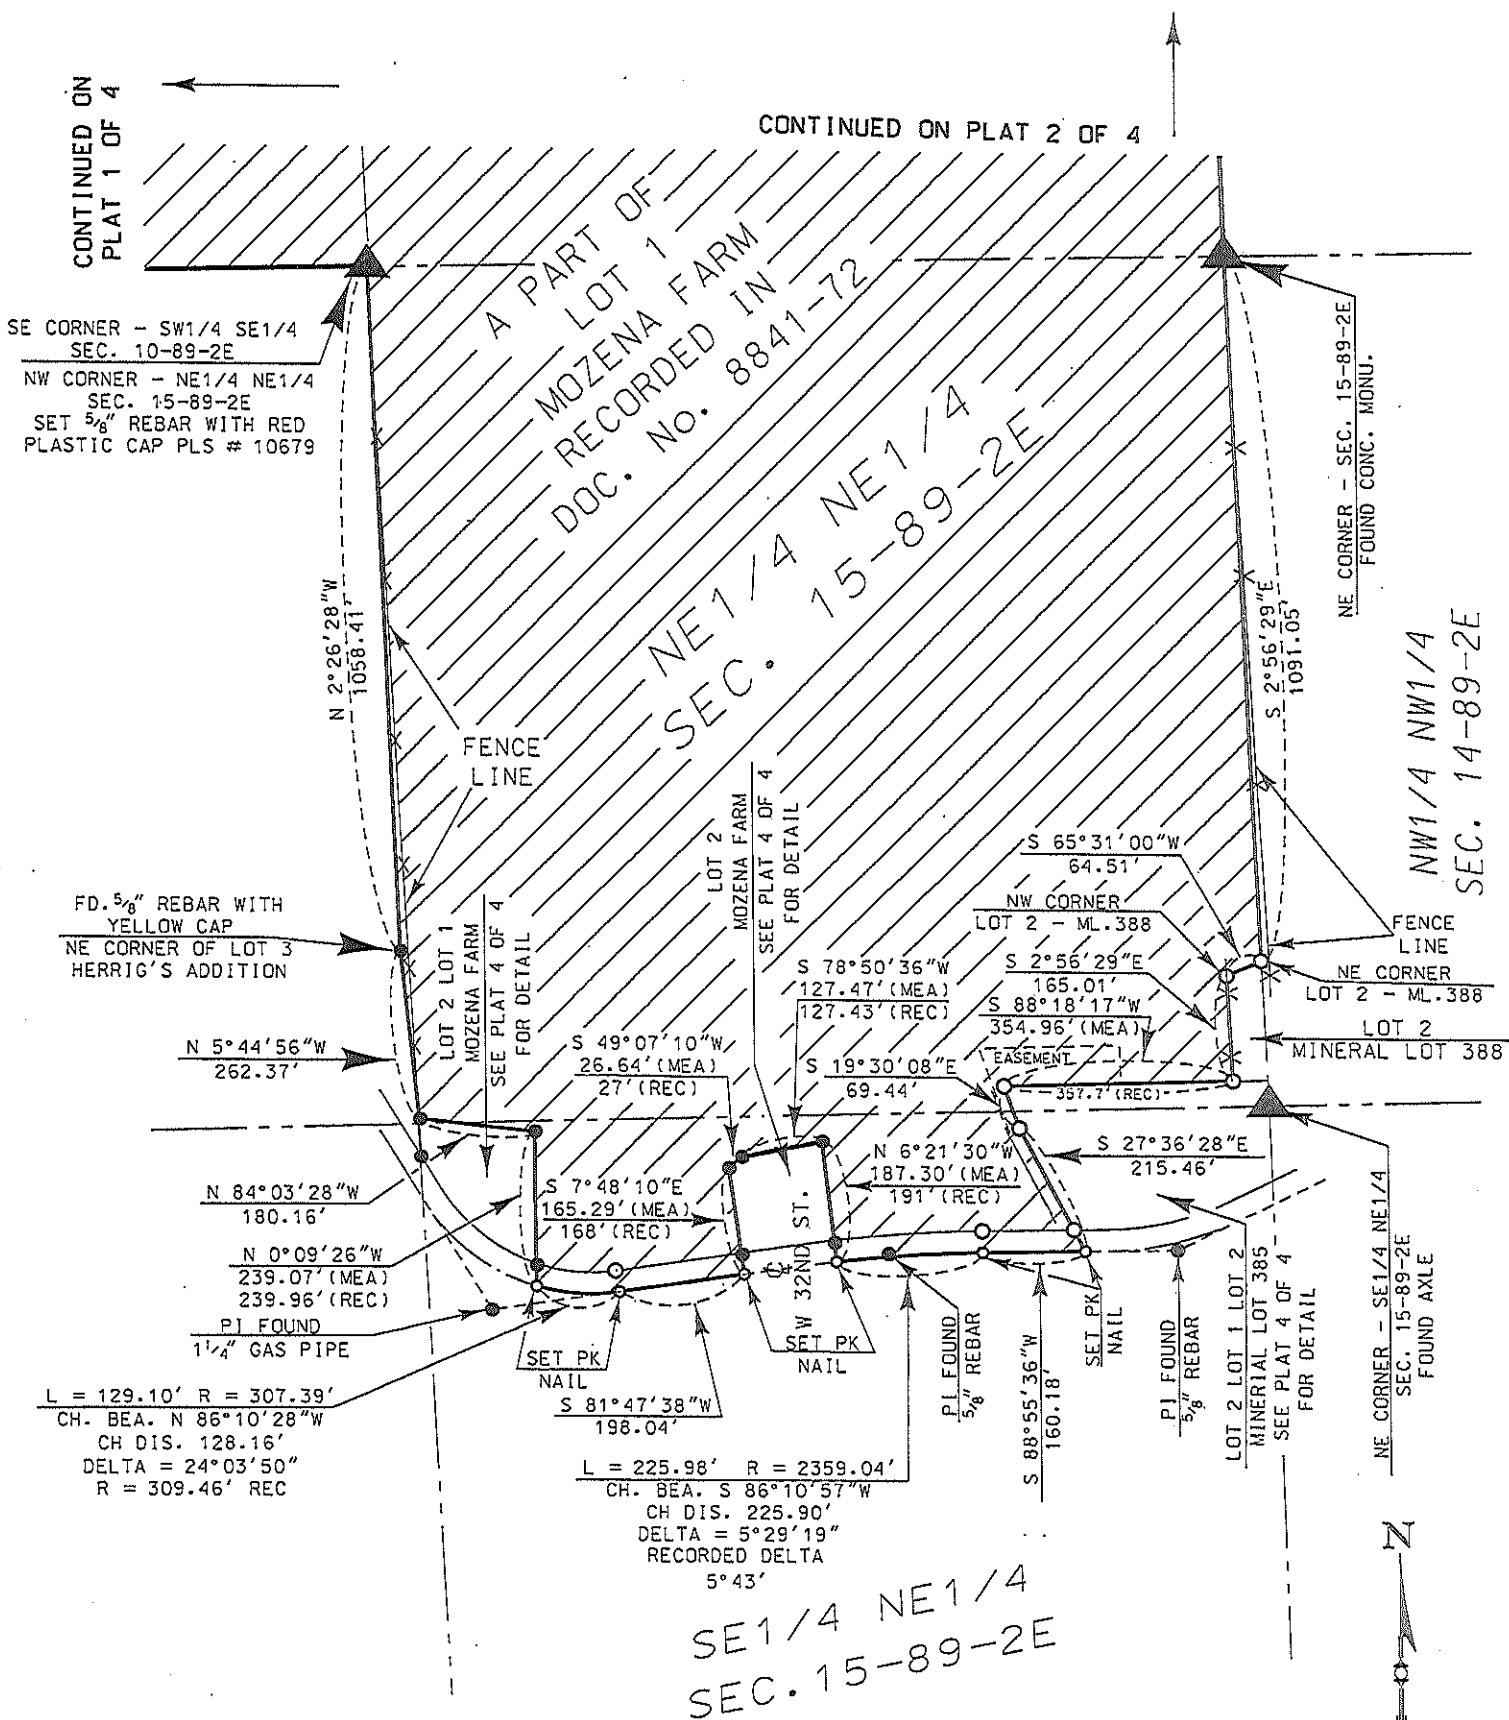 CONTINUED ON
PLAT 1 OF 4
CONTINUED ON PLAT 2 OF 4
A PART OF
LOT 1
MOZENA FARM
RECORDED IN
DOC. No. 8841-72
SE CORNER - SW1/4 SE1/4
SEC. 10-89-2E
NW CORNER - NE1/4 NE1/4
SEC. 15-89-2E
SET 5/8" REBAR WITH RED
PLASTIC CAP PLS # 10679
NE CORNER - SEC. 15-89-2E
FOUND CONC. MONU.
NE1/4 NE1/4
SEC. 15-89-2E
N 2°26'28"W
1058.41'
S 2°56'29"E
1091.05'
NW1/4 NW1/4
SEC. 14-89-2E
FENCE
LINE
FD. 5/8" REBAR WITH
YELLOW CAP
NE CORNER OF LOT 3
HERRIG'S ADDITION
LOT 2 LOT 1
MOZENA FARM
SEE PLAT 4 OF 4
FOR DETAIL
LOT 2
MOZENA FARM
SEE PLAT 4 OF 4
FOR DETAIL
S 65°31'00"W
64.51'
NW CORNER
LOT 2 - ML.388
FENCE
LINE
NE CORNER
LOT 2 - ML.388
S 2°56'29"E
165.01'
S 78°50'36"W
127.47'(MEA)
127.43'(REC)
S 88°18'17"W
354.96'(MEA)
LOT 2
MINERAL LOT 388
N 5°44'56"W
262.37'
S 49°07'10"W
26.64'(MEA)
27'(REC)
S 19°30'08"E
69.44'
EASEMENT
357.7'(REC)
N 84°03'28"W
180.16'
S 7°48'10"E
165.29'(MEA)
168'(REC)
N 6°21'30"W
187.30'(MEA)
191'(REC)
S 27°36'28"E
215.46'
N 0°09'26"W
239.07'(MEA)
239.96'(REC)
PI FOUND
1 1/4" GAS PIPE
℄ W 32ND ST.
SET PK
NAIL
SET PK
NAIL
SET PK
NAIL
PI FOUND
5/8" REBAR
PI FOUND
5/8" REBAR
L = 129.10' R = 307.39'
CH. BEA. N 86°10'28"W
CH DIS. 128.16'
DELTA = 24°03'50"
R = 309.46' REC
S 81°47'38"W
198.04'
L = 225.98' R = 2359.04'
CH. BEA. S 86°10'57"W
CH DIS. 225.90'
DELTA = 5°29'19"
RECORDED DELTA
5°43'
S 88°55'36"W
160.18'
LOT 2 LOT 1 LOT 2
MINERIAL LOT 385
SEE PLAT 4 OF 4
FOR DETAIL
NE CORNER - SE1/4 NE1/4
SEC. 15-89-2E
FOUND AXLE
SE1/4 NE1/4
SEC. 15-89-2E
N